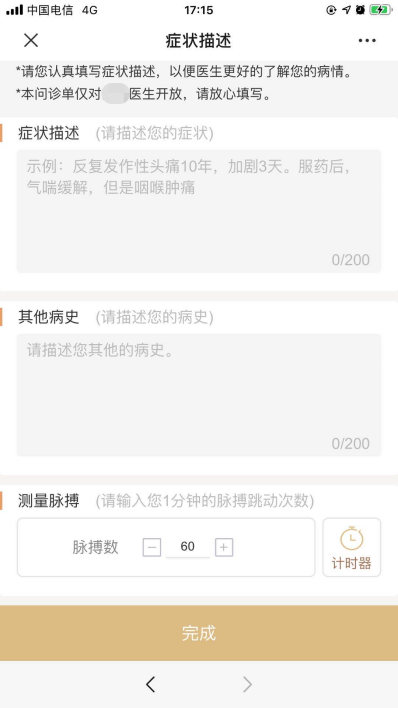 中国电信 4G 17:15
症状描述
*请您认真填写症状描述，以便医生更好的了解您的病情。
*本问诊单仅对 医生开放，请放心填写。
症状描述 (请描述您的症状)
示例：反复发作性头痛10年，加剧3天。服药后，
气喘缓解，但是咽喉肿痛
0/200
其他病史 (请描述您的病史)
请描述您其他的病史。
0/200
测量脉搏 (请输入您1分钟的脉搏跳动次数)
脉搏数 － 60 ＋
计时器
完成